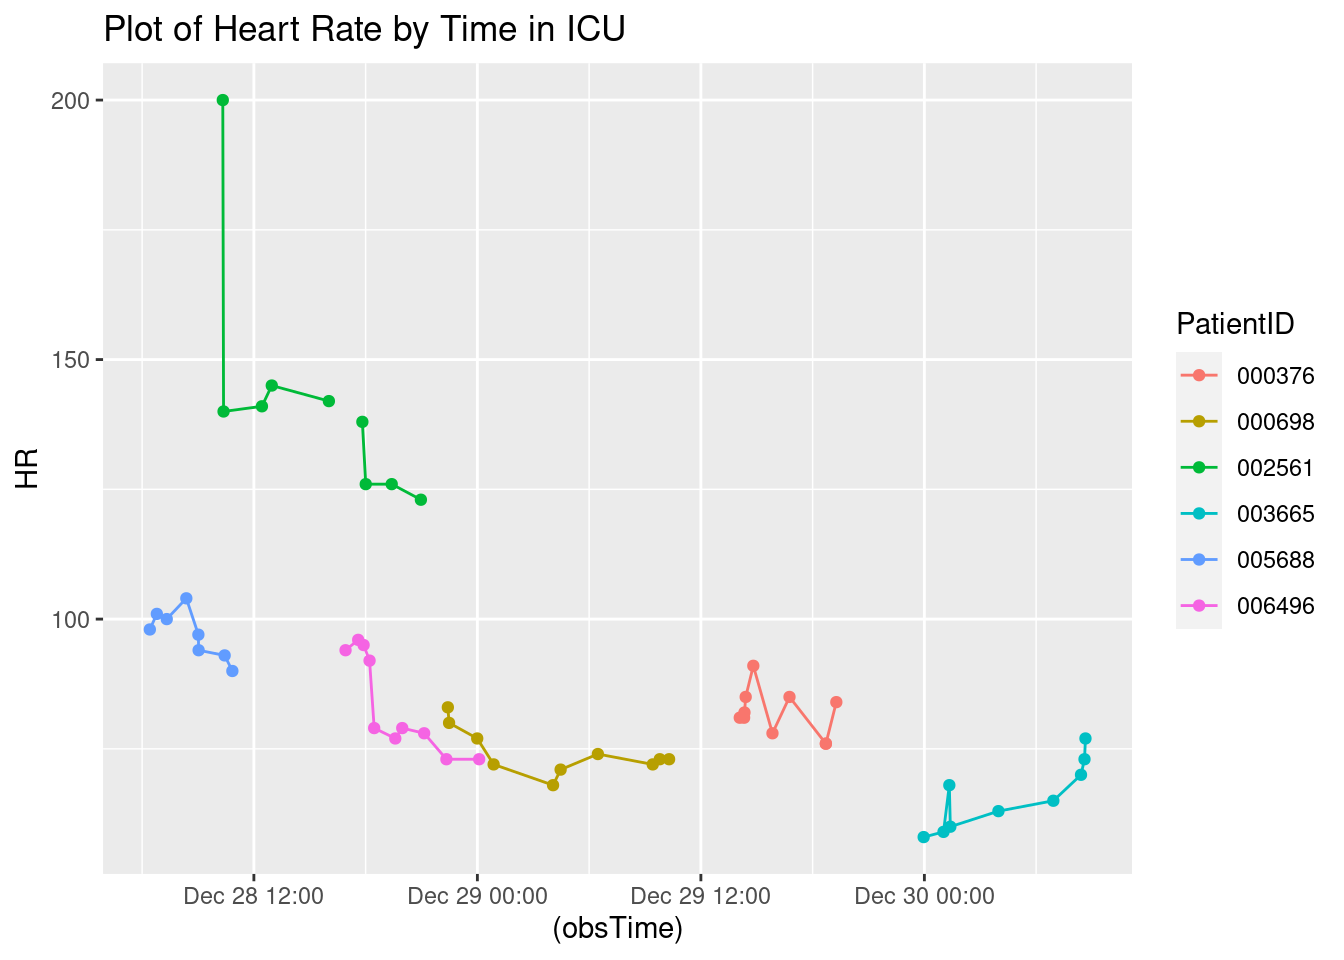 Plot of Heart Rate by Time in ICU
200
150
100
HR
Dec 28 12:00 Dec 29 00:00 Dec 29 12:00 Dec 30 00:00
(obsTime)
PatientID
000376
000698
002561
003665
005688
006496